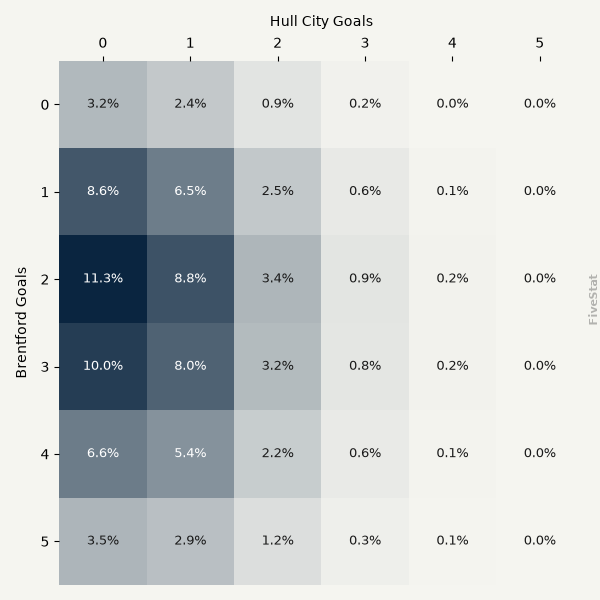 Hull City Goals
0 1 2 3 4 5
0 3.2% 2.4% 0.9% 0.2% 0.0% 0.0%
1 8.6% 6.5% 2.5% 0.6% 0.1% 0.0%
2 11.3% 8.8% 3.4% 0.9% 0.2% 0.0%
3 10.0% 8.0% 3.2% 0.8% 0.2% 0.0%
4 6.6% 5.4% 2.2% 0.6% 0.1% 0.0%
5 3.5% 2.9% 1.2% 0.3% 0.1% 0.0%
Brentford Goals
FiveStat